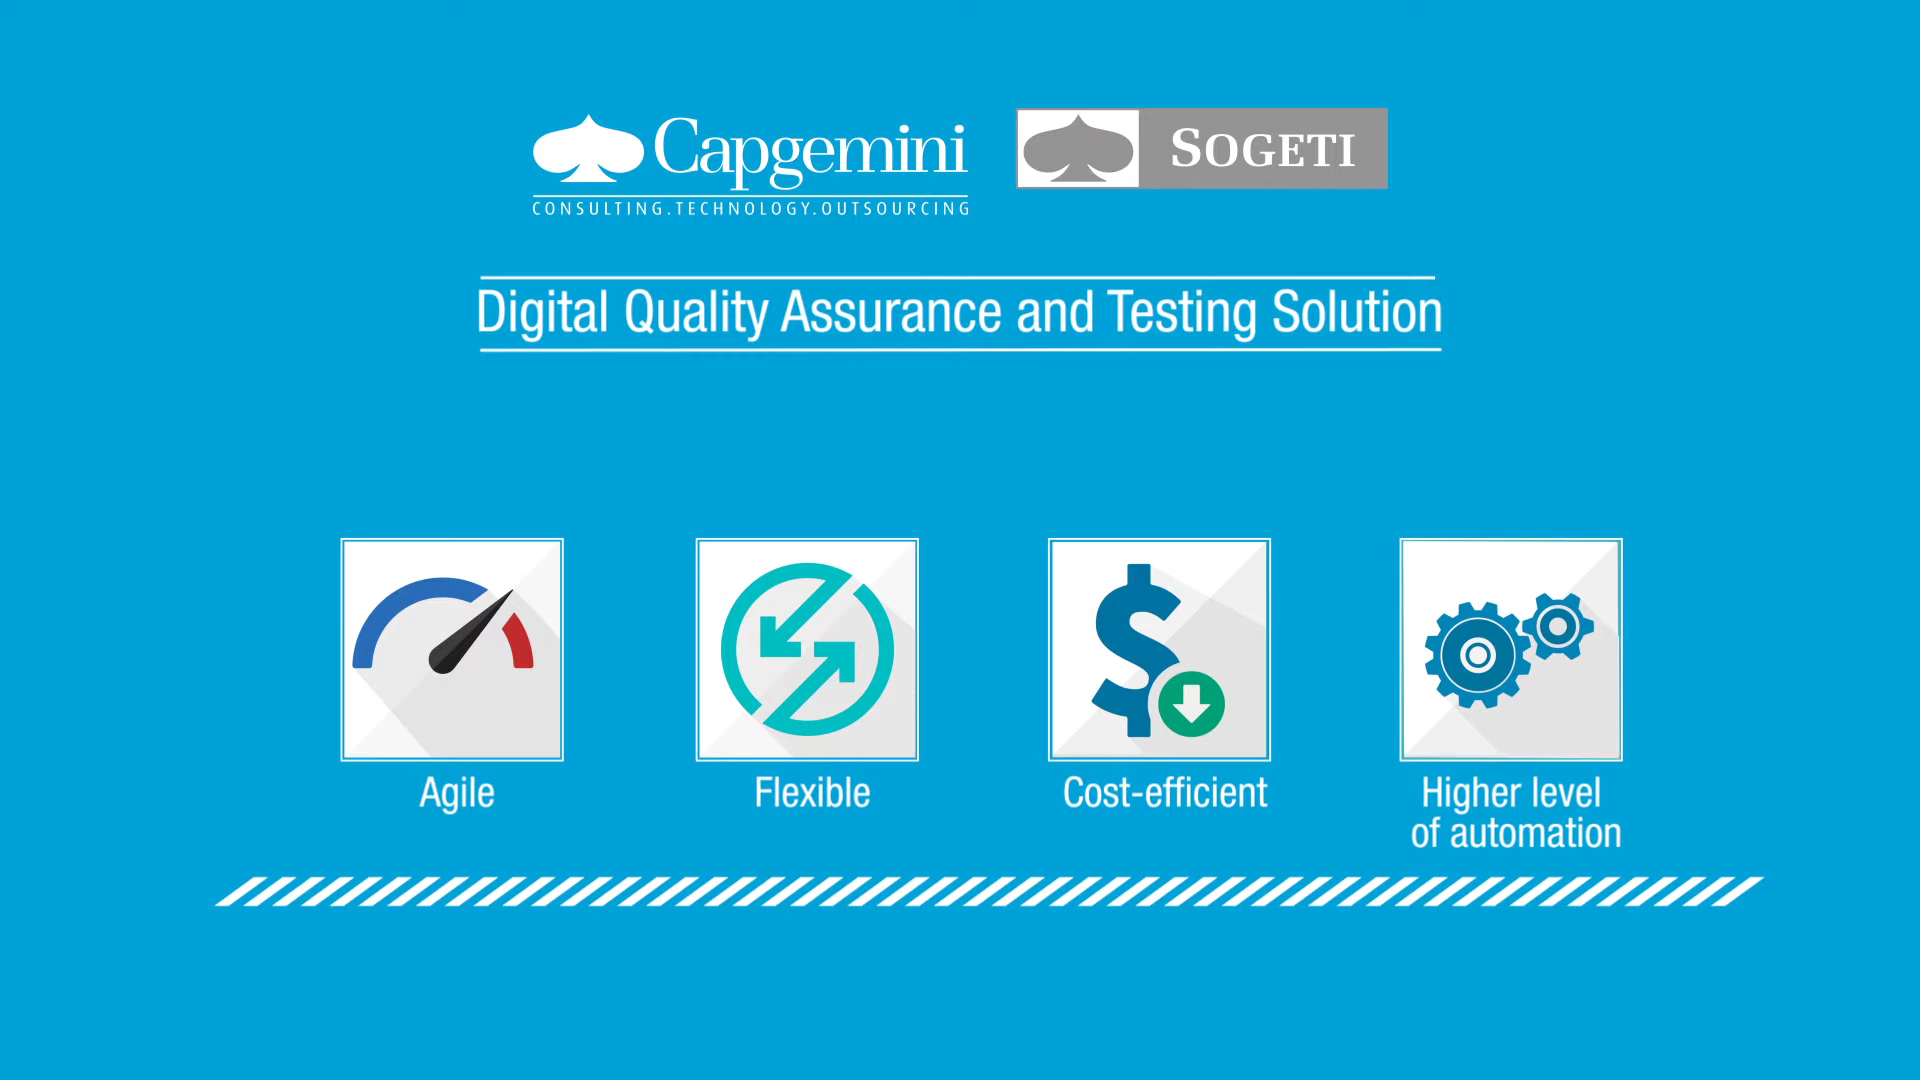 Capgemini
CONSULTING.TECHNOLOGY.OUTSOURCING
SOGETI
Digital Quality Assurance and Testing Solution
Agile
Flexible
Cost-efficient
Higher level
of automation